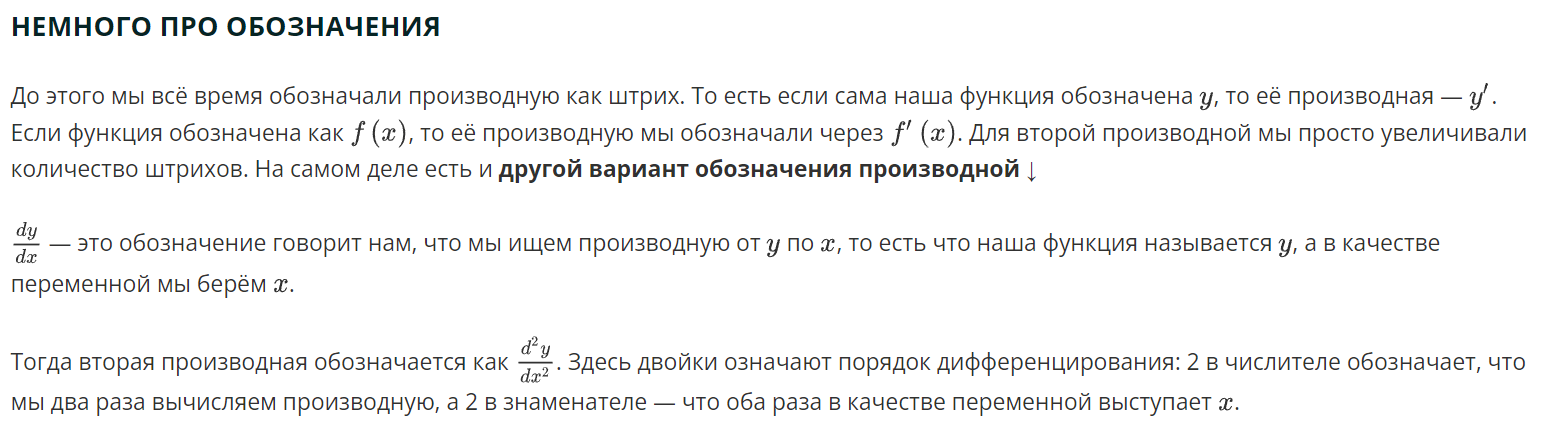 НЕМНОГО ПРО ОБОЗНАЧЕНИЯ
До этого мы всё время обозначали производную как штрих. То есть если сама наша функция обозначена y, то её производная — y′.
Если функция обозначена как f (x), то её производную мы обозначали через f′ (x). Для второй производной мы просто увеличивали
количество штрихов. На самом деле есть и другой вариант обозначения производной ↓
dy/dx — это обозначение говорит нам, что мы ищем производную от y по x, то есть что наша функция называется y, а в качестве
переменной мы берём x.
Тогда вторая производная обозначается как d²y/dx². Здесь двойки означают порядок дифференцирования: 2 в числителе обозначает, что
мы два раза вычисляем производную, а 2 в знаменателе — что оба раза в качестве переменной выступает x.